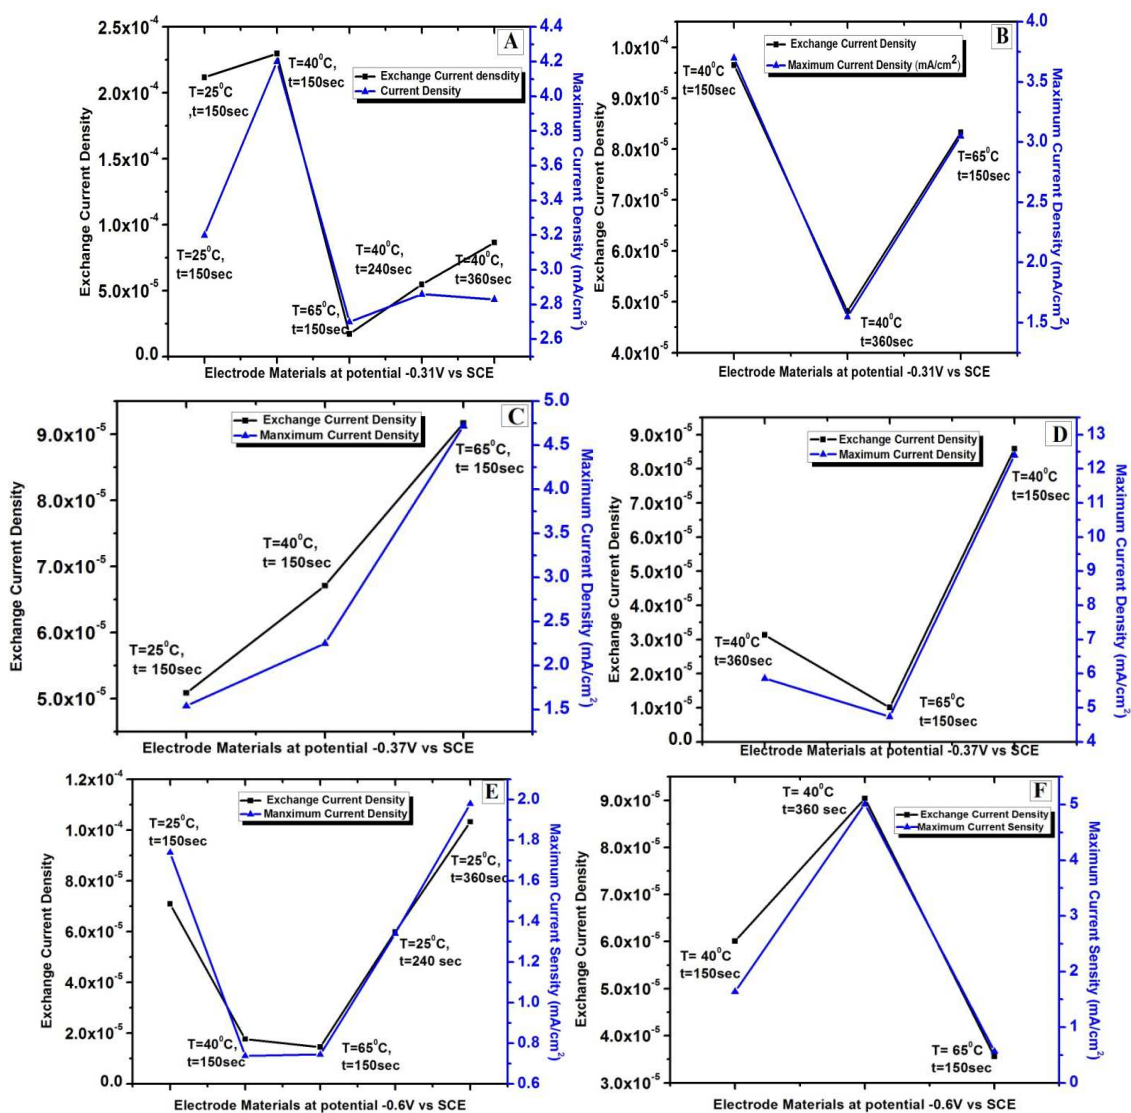 A
2.5x10⁻⁴
2.0x10⁻⁴
1.5x10⁻⁴
1.0x10⁻⁴
5.0x10⁻⁵
0.0
Exchange Current Density
4.4
4.2
4.0
3.8
3.6
3.4
3.2
3.0
2.8
2.6
Maximum Current Density (mA/cm²)
Exchange Current densdity
Current Density
T=25⁰C
,t=150sec
T=40⁰C,
t=150sec
T=25⁰C,
t=150sec
T=65⁰C,
t=150sec
T=40⁰C,
t=240sec
T=40⁰C,
t=360sec
Electrode Materials at potential -0.31V vs SCE
B
1.0x10⁻⁴
9.0x10⁻⁵
8.0x10⁻⁵
7.0x10⁻⁵
6.0x10⁻⁵
5.0x10⁻⁵
4.0x10⁻⁵
Exchange Current Density
4.0
3.5
3.0
2.5
2.0
1.5
Maximum Current Density (mA/cm²)
Exchange Current Density
Maximum Current Density (mA/cm²)
T=40⁰C
t=150sec
T=65⁰C
t=150sec
T=40⁰C
t=360sec
Electrode Materials at potential -0.31V vs SCE
C
9.0x10⁻⁵
8.0x10⁻⁵
7.0x10⁻⁵
6.0x10⁻⁵
5.0x10⁻⁵
Exchange Current Density
5.0
4.5
4.0
3.5
3.0
2.5
2.0
1.5
Maximum Current Density (mA/cm²)
Exchange Current Density
Manximum Current Density
T=65⁰C,
t= 150sec
T=40⁰C,
t= 150sec
T=25⁰C,
t= 150sec
Electrode Materials at potential -0.37V vs SCE
D
9.0x10⁻⁵
8.0x10⁻⁵
7.0x10⁻⁵
6.0x10⁻⁵
5.0x10⁻⁵
4.0x10⁻⁵
3.0x10⁻⁵
2.0x10⁻⁵
1.0x10⁻⁵
0.0
Exchange Current Density
13
12
11
10
9
8
7
6
5
4
Maximum Current Density (mA/cm²)
Exchange Current Density
Maximum Current Density
T=40⁰C
t=150sec
T=40⁰C
t=360sec
T=65⁰C
t=150sec
Electrode Materials at potential -0.37V vs SCE
E
1.2x10⁻⁴
1.0x10⁻⁴
8.0x10⁻⁵
6.0x10⁻⁵
4.0x10⁻⁵
2.0x10⁻⁵
0.0
Exchange Current Density
2.0
1.8
1.6
1.4
1.2
1.0
0.8
0.6
Maximum Current Sensity (mA/cm²)
Exchange Current Density
Manximum Current Density
T=25⁰C,
t=150sec
T=25⁰C,
t=360sec
T=25⁰C,
t=240 sec
T=40⁰C,
t=150sec
T=65⁰C,
t=150sec
Electrode Materials at potential -0.6V vs SCE
F
9.0x10⁻⁵
8.0x10⁻⁵
7.0x10⁻⁵
6.0x10⁻⁵
5.0x10⁻⁵
4.0x10⁻⁵
3.0x10⁻⁵
Exchange Current Density
5
4
3
2
1
0
Maximum Current Sensity (mA/cm²)
Exchange Current Density
Maximum Current Sensity
T= 40⁰C
t=360 sec
T= 40⁰C
t=150sec
T= 65⁰C
t=150sec
Electrode Materials at potential -0.6V vs SCE